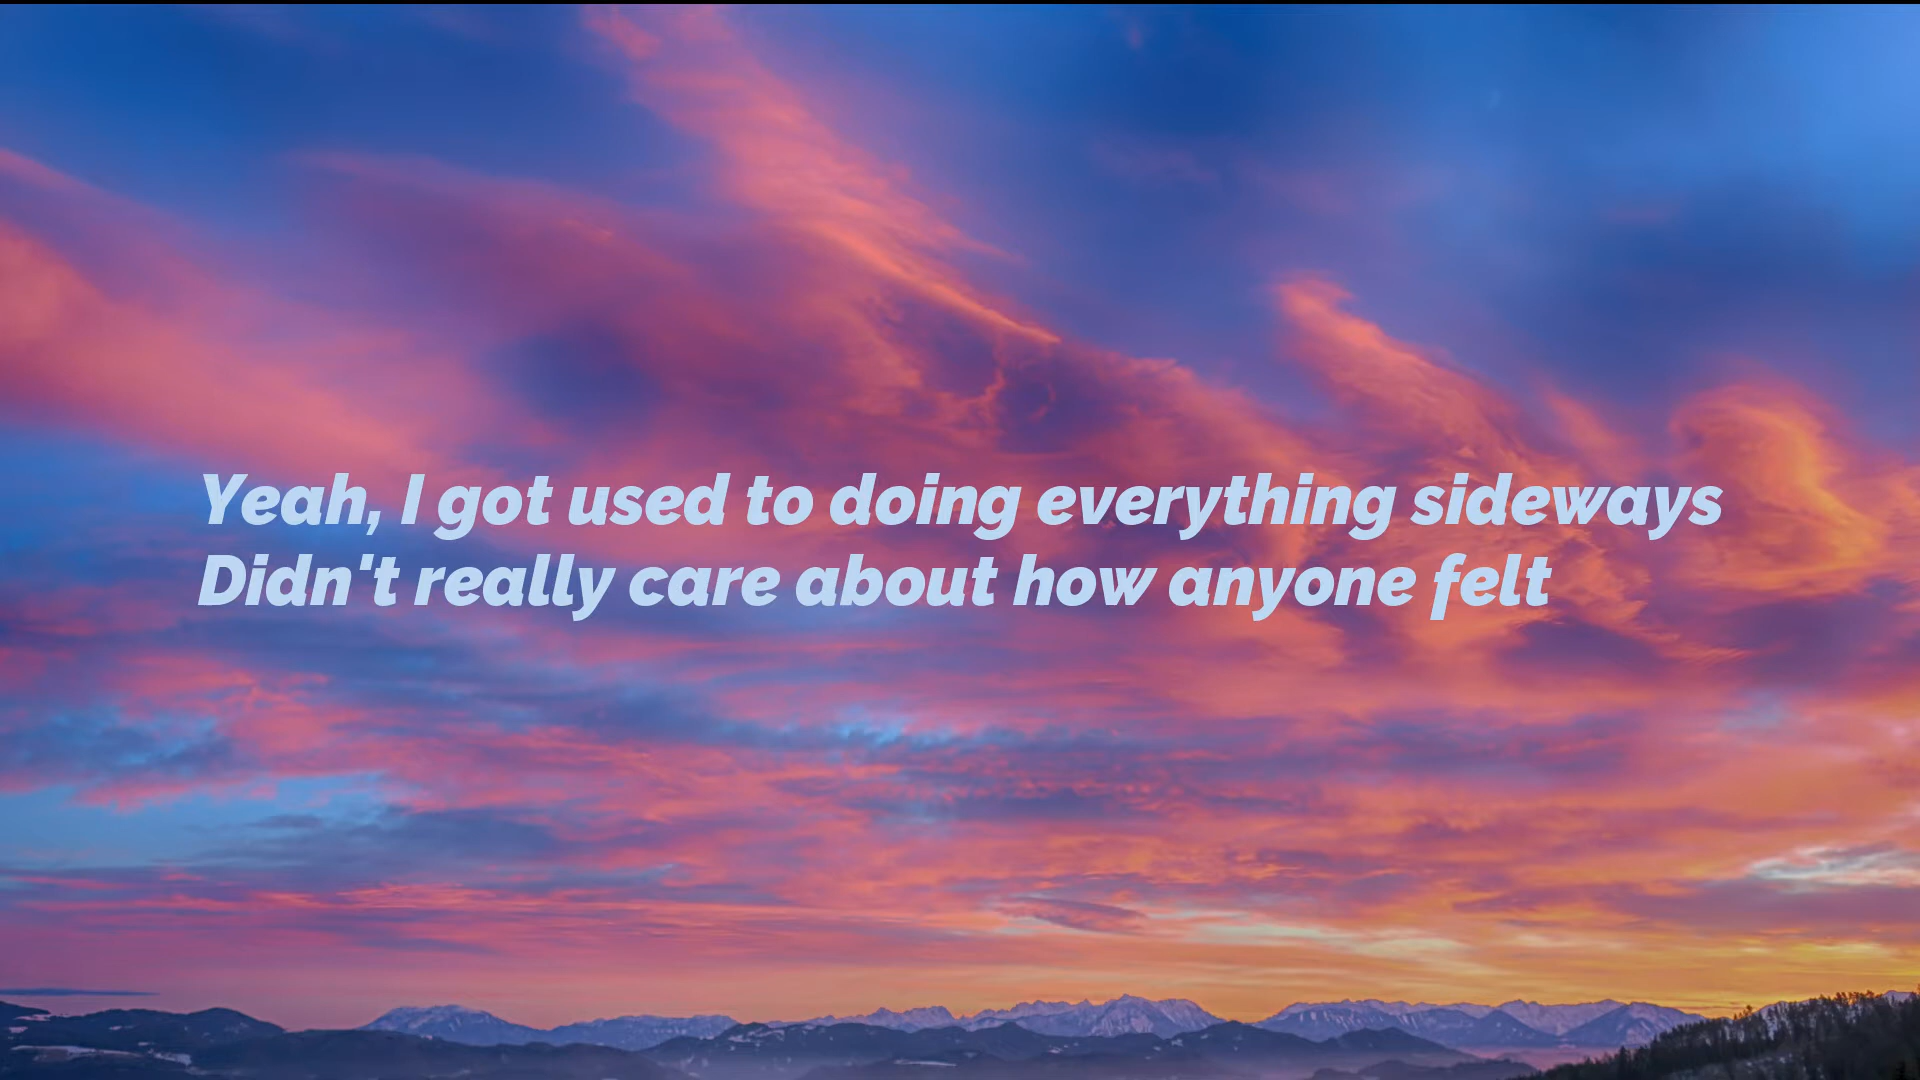 Yeah, I got used to doing everything sideways
Didn't really care about how anyone felt